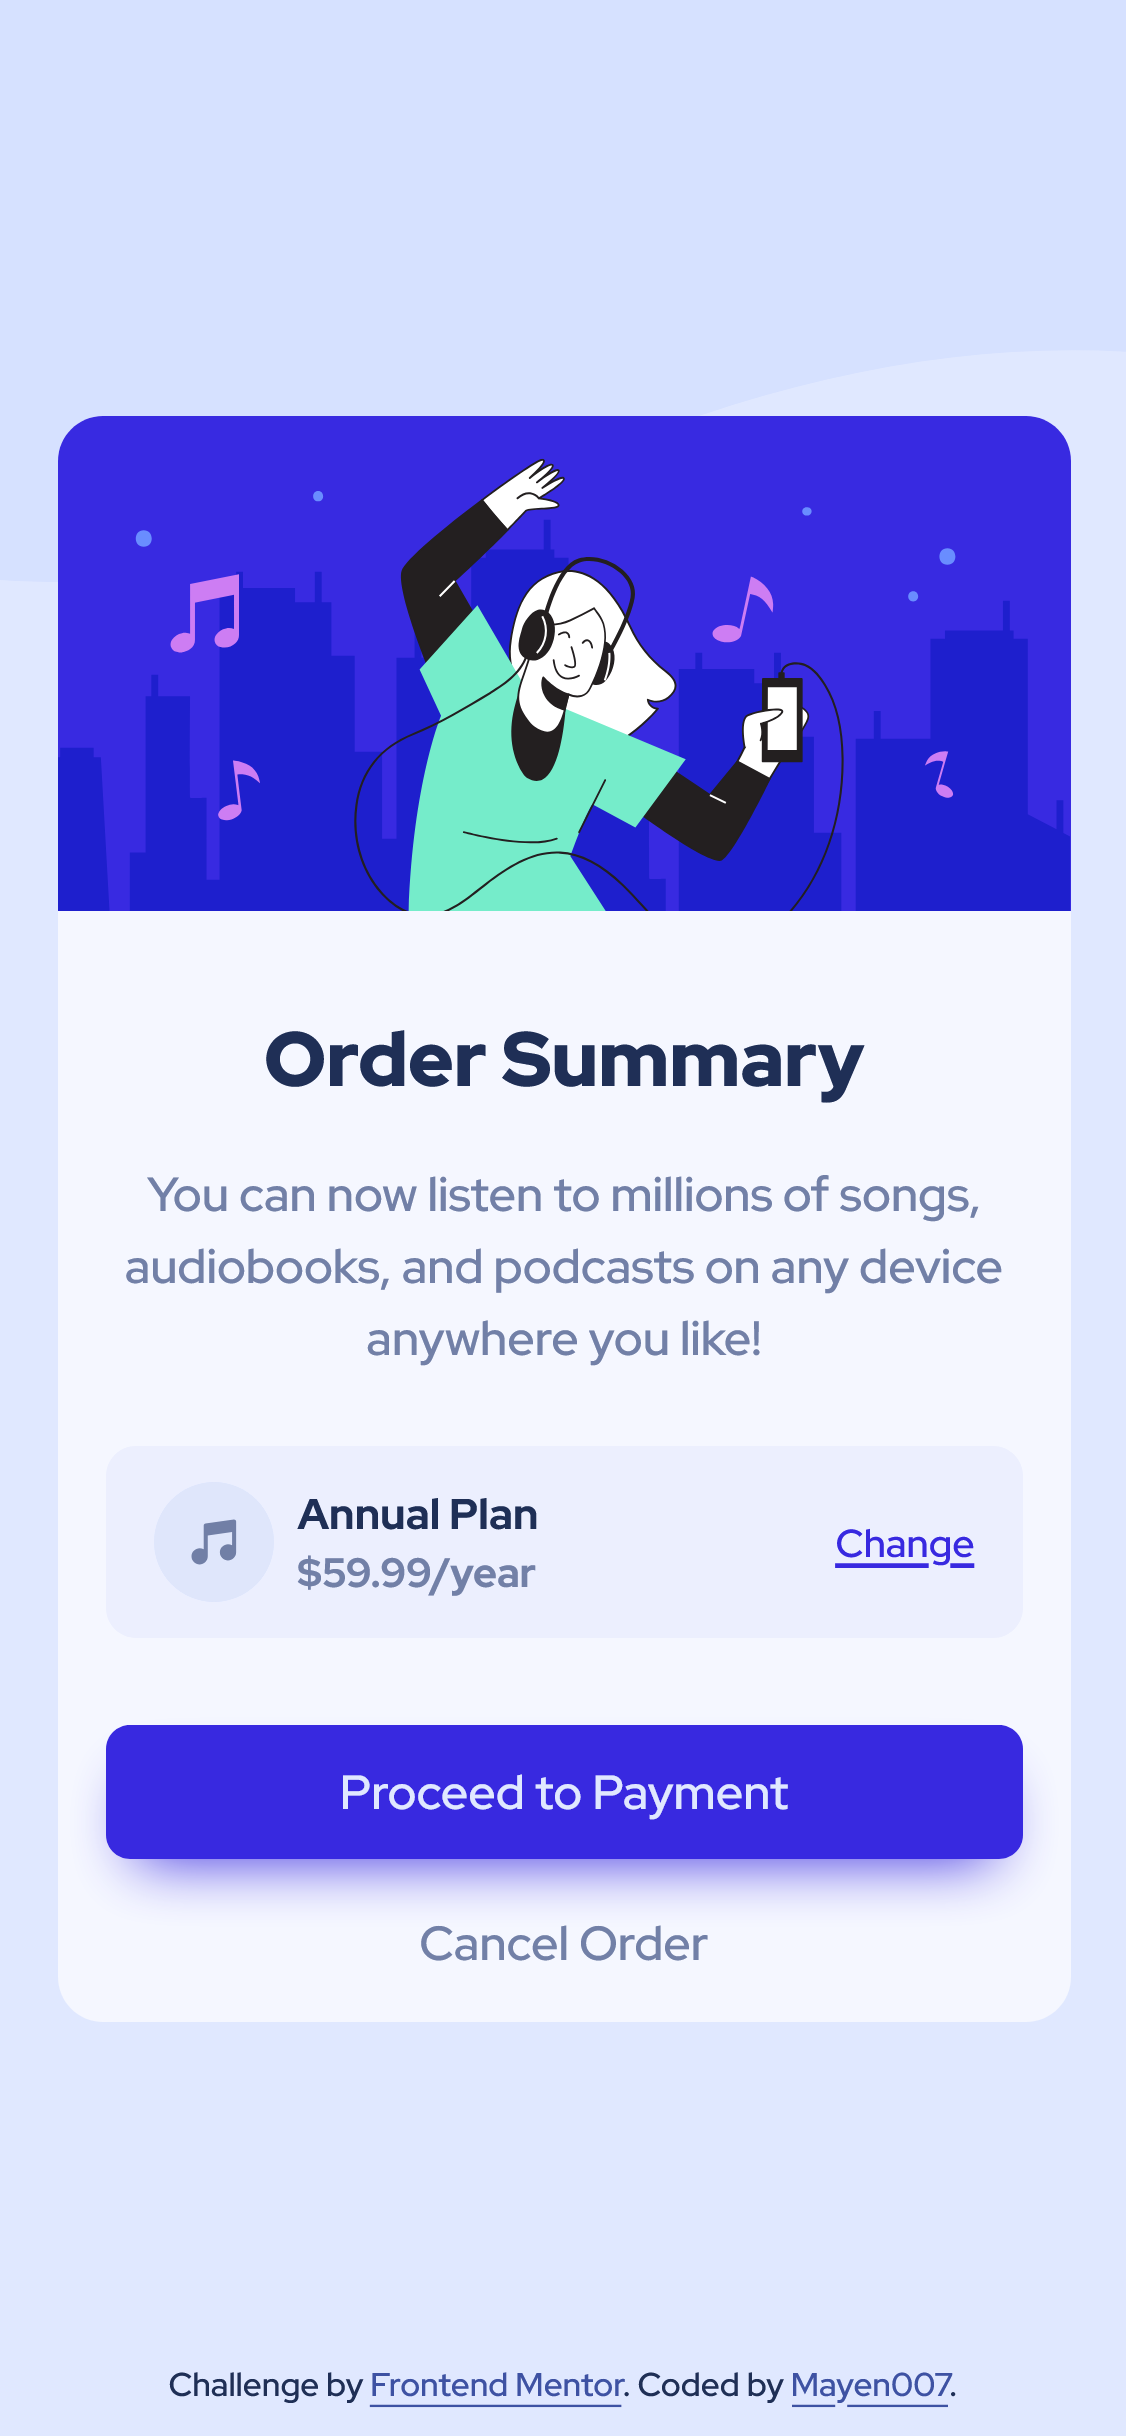 Order Summary
You can now listen to millions of songs,
audiobooks, and podcasts on any device
anywhere you like!
Annual Plan
$59.99/year
Change
Proceed to Payment
Cancel Order
Challenge by Frontend Mentor. Coded by Mayen007.